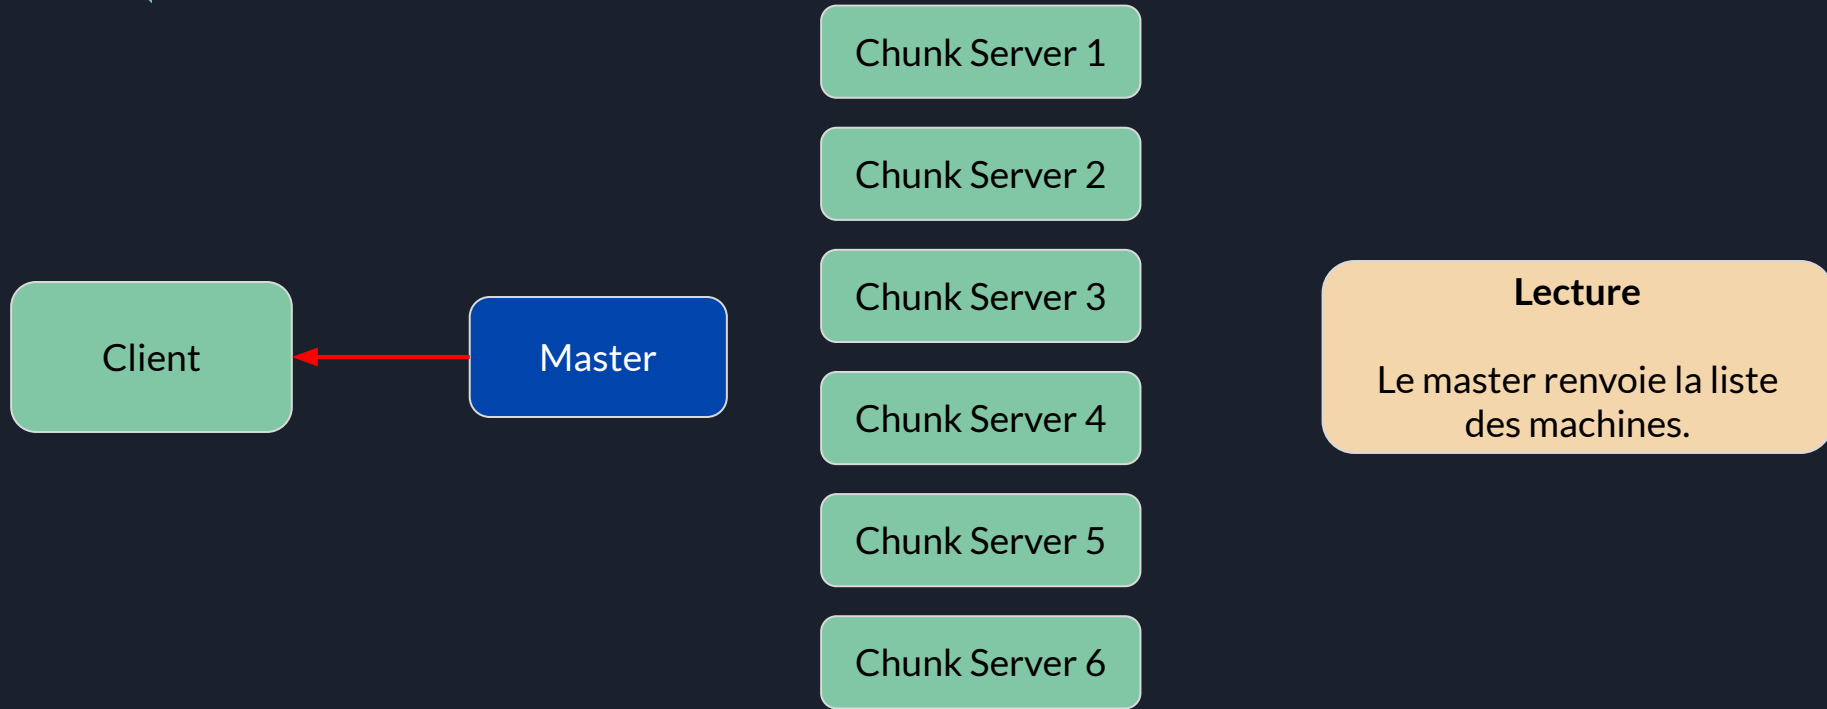 Chunk Server 1
Chunk Server 2
Chunk Server 3
Chunk Server 4
Chunk Server 5
Chunk Server 6
Client
Master
Lecture
Le master renvoie la liste
des machines.